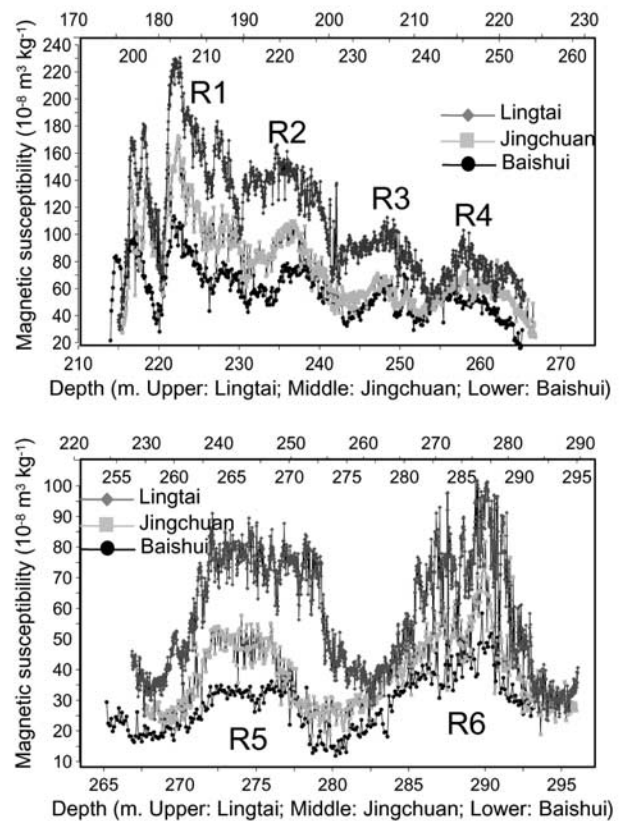 170 180 190 200 210 220 230
200 210 220 230 240 250 260
Magnetic susceptibility (10⁻⁸ m³ kg⁻¹)
240
220
200
180
160
140
120
100
80
60
40
20
R1
R2
R3
R4
Lingtai
Jingchuan
Baishui
210 220 230 240 250 260 270
Depth (m. Upper: Lingtai; Middle: Jingchuan; Lower: Baishui)
220 230 240 250 260 270 280 290
255 260 265 270 275 280 285 290 295
Magnetic susceptibility (10⁻⁸ m³ kg⁻¹)
100
90
80
70
60
50
40
30
20
10
Lingtai
Jingchuan
Baishui
R5
R6
265 270 275 280 285 290 295
Depth (m. Upper: Lingtai; Middle: Jingchuan; Lower: Baishui)